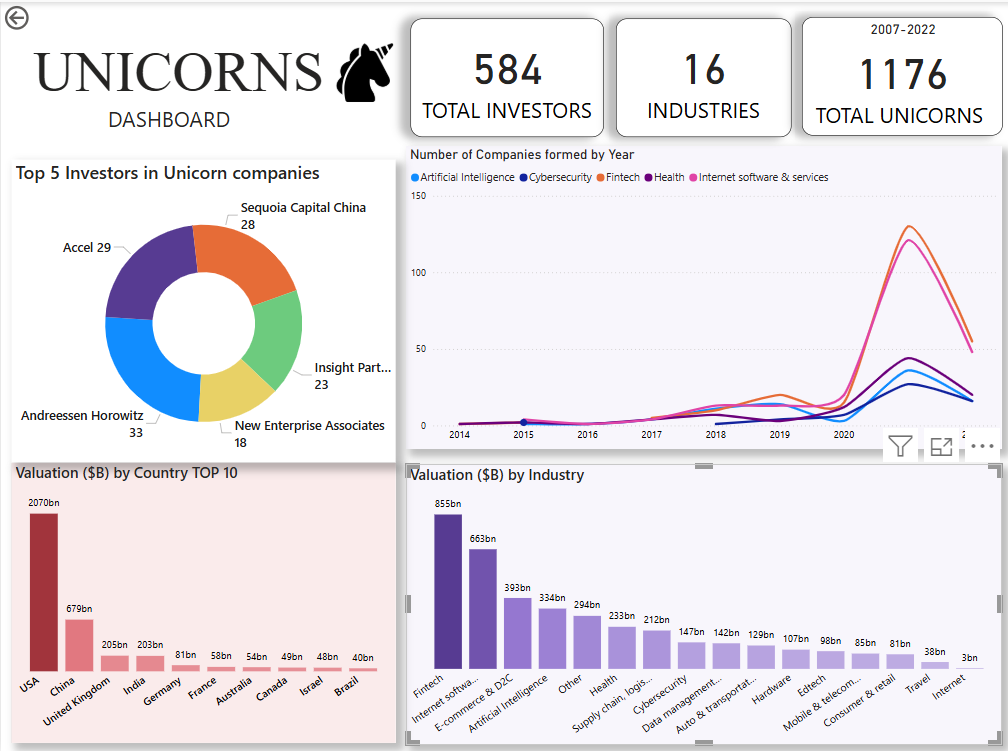 UNICORNS
DASHBOARD
584
TOTAL INVESTORS
16
INDUSTRIES
2007-2022
1176
TOTAL UNICORNS
Top 5 Investors in Unicorn companies
Sequoia Capital China
28
Accel 29
Insight Part...
23
Andreessen Horowitz
33
New Enterprise Associates
18
Number of Companies formed by Year
Artificial Intelligence Cybersecurity Fintech Health Internet software & services
150
100
50
0
2014 2015 2016 2017 2018 2019 2020
Valuation ($B) by Country TOP 10
2070bn
679bn
205bn
203bn
81bn
58bn
54bn
49bn
48bn
40bn
USA
China
United Kingdom
India
Germany
France
Australia
Canada
Israel
Brazil
Valuation ($B) by Industry
855bn
663bn
393bn
334bn
294bn
233bn
212bn
147bn
142bn
129bn
107bn
98bn
85bn
81bn
38bn
3bn
Fintech
Internet softwa...
E-commerce & D2C
Artificial Intelligence
Other
Health
Supply chain, logis...
Cybersecurity
Data management...
Auto & transportat...
Hardware
Edtech
Mobile & telecom...
Consumer & retail
Travel
Internet